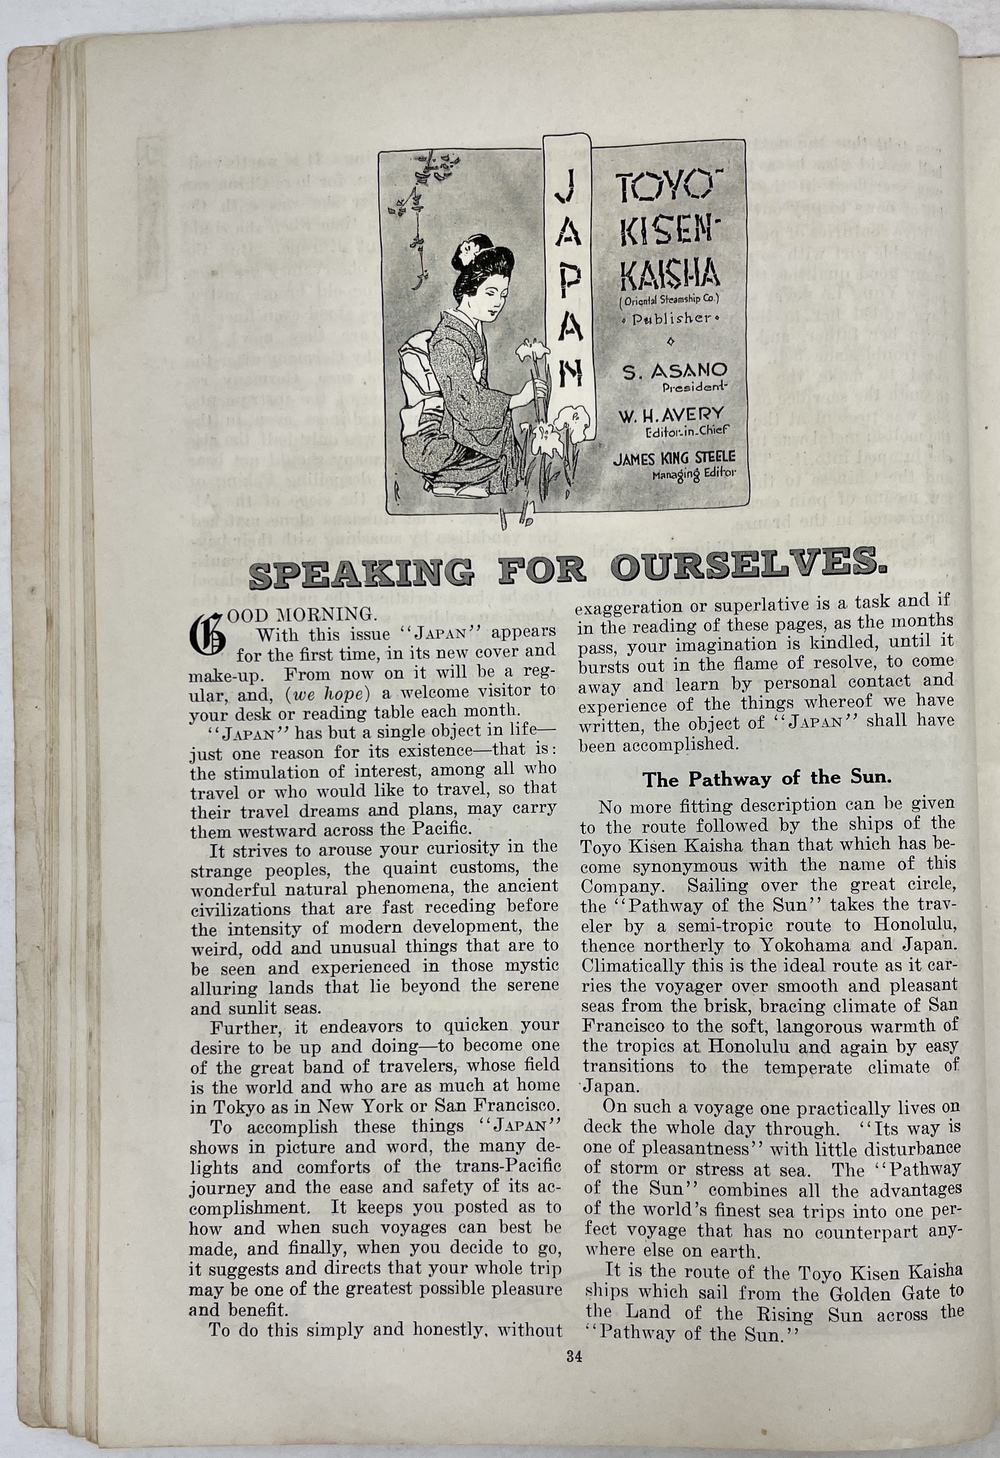 JAPAN
TOYO-
KISEN-
KAISHA
(Oriental Steamship Co.)
• Publisher •
S. ASANO
President-
W. H. AVERY
Editor-in-Chief
JAMES KING STEELE
Managing Editor
R
SPEAKING FOR OURSELVES.
GOOD MORNING.
With this issue "JAPAN" appears
for the first time, in its new cover and
make-up. From now on it will be a reg-
ular, and, (we hope) a welcome visitor to
your desk or reading table each month.
"JAPAN" has but a single object in life—
just one reason for its existence—that is:
the stimulation of interest, among all who
travel or who would like to travel, so that
their travel dreams and plans, may carry
them westward across the Pacific.
It strives to arouse your curiosity in the
strange peoples, the quaint customs, the
wonderful natural phenomena, the ancient
civilizations that are fast receding before
the intensity of modern development, the
weird, odd and unusual things that are to
be seen and experienced in those mystic
alluring lands that lie beyond the serene
and sunlit seas.
Further, it endeavors to quicken your
desire to be up and doing—to become one
of the great band of travelers, whose field
is the world and who are as much at home
in Tokyo as in New York or San Francisco.
To accomplish these things "JAPAN"
shows in picture and word, the many de-
lights and comforts of the trans-Pacific
journey and the ease and safety of its ac-
complishment. It keeps you posted as to
how and when such voyages can best be
made, and finally, when you decide to go,
it suggests and directs that your whole trip
may be one of the greatest possible pleasure
and benefit.
To do this simply and honestly, without
exaggeration or superlative is a task and if
in the reading of these pages, as the months
pass, your imagination is kindled, until it
bursts out in the flame of resolve, to come
away and learn by personal contact and
experience of the things whereof we have
written, the object of "JAPAN" shall have
been accomplished.
The Pathway of the Sun.
No more fitting description can be given
to the route followed by the ships of the
Toyo Kisen Kaisha than that which has be-
come synonymous with the name of this
Company. Sailing over the great circle,
the "Pathway of the Sun" takes the trav-
eler by a semi-tropic route to Honolulu,
thence northerly to Yokohama and Japan.
Climatically this is the ideal route as it car-
ries the voyager over smooth and pleasant
seas from the brisk, bracing climate of San
Francisco to the soft, langorous warmth of
the tropics at Honolulu and again by easy
transitions to the temperate climate of
Japan.
On such a voyage one practically lives on
deck the whole day through. "Its way is
one of pleasantness" with little disturbance
of storm or stress at sea. The "Pathway
of the Sun" combines all the advantages
of the world's finest sea trips into one per-
fect voyage that has no counterpart any-
where else on earth.
It is the route of the Toyo Kisen Kaisha
ships which sail from the Golden Gate to
the Land of the Rising Sun across the
"Pathway of the Sun."
34